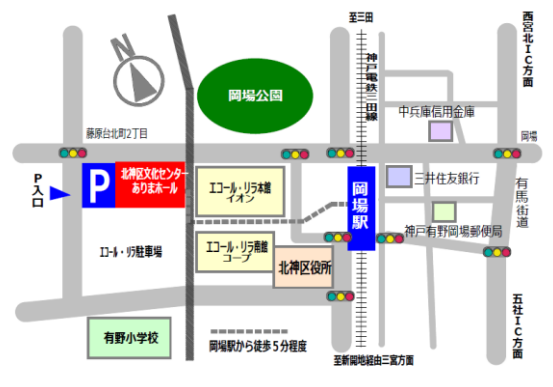 至三田
西宮北IC方面
N
神戸電鉄三田線
岡場公園
中兵庫信用金庫
藤原台北町2丁目
岡場
P入口
P
北神区文化センター
ありまホール
エコール・リラ本館
イオン
岡場駅
三井住友銀行
有馬街道
神戸有野岡場郵便局
エコール・リラ駐車場
エコール・リラ南館
コープ
北神区役所
五社IC方面
有野小学校
岡場駅から徒歩5分程度
至新開地経由三宮方面